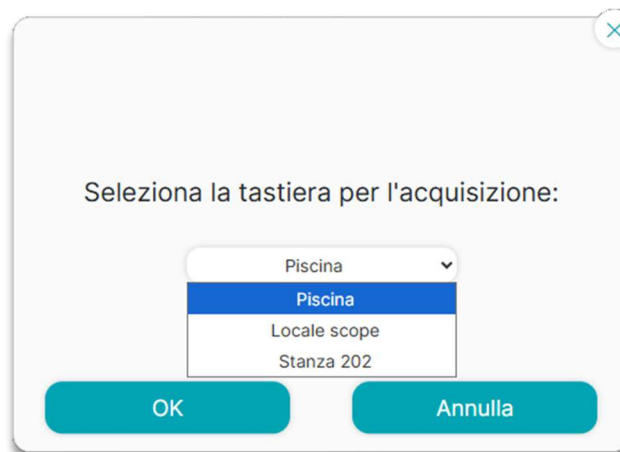 Seleziona la tastiera per l'acquisizione:
Piscina
Piscina
Locale scope
Stanza 202
OK
Annulla